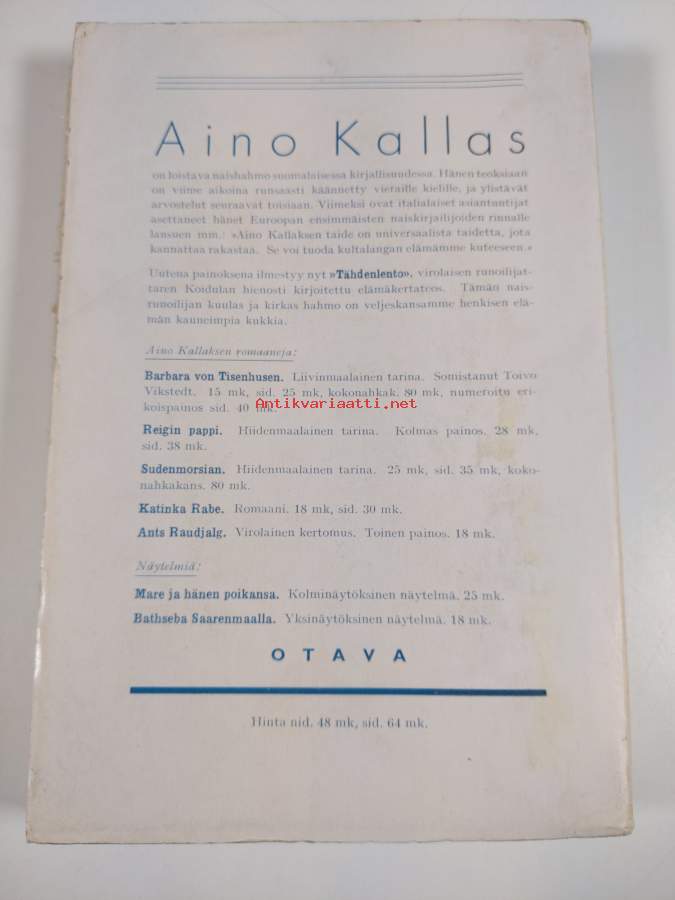 Aino Kallas
on loistava naishahmo suomalaisessa kirjallisuudessa. Hänen teoksiaan
on viime aikoina runsaasti käännetty vieraille kielille, ja ylistävät
arvostelut seuraavat toisiaan. Viimeksi ovat italialaiset asiantuntijat
asettaneet hänet Euroopan ensimmäisten naiskirjailijoiden rinnalle
lausuen mm.: »Aino Kallaksen taide on universaalista taidetta, jota
kannattaa rakastaa. Se voi tuoda kultalangan elämämme kuteeseen.»
Uutena painoksena ilmestyy nyt »Tähdenlento», virolaisen runoilijat-
taren Koidulan hienosti kirjoitettu elämäkertateos. Tämän nais-
runoilijan kuulas ja kirkas hahmo on veljeskansamme henkisen elä-
män kauneimpia kukkia.
Aino Kallaksen romaaneja:
Barbara von Tisenhusen. Liivinmaalainen tarina. Somistanut Toivo
Vikstedt. 15 mk, sid. 25 mk, kokonahkak. 80 mk, numeroitu eri-
koispainos sid. 40 mk.
Antikvariaatti.net
Reigin pappi. Hiidenmaalainen tarina. Kolmas painos. 28 mk,
sid. 38 mk.
Sudenmorsian. Hiidenmaalainen tarina. 25 mk, sid. 35 mk, koko-
nahkakans. 80 mk.
Katinka Rabe. Romaani. 18 mk, sid. 30 mk.
Ants Raudjalg. Virolainen kertomus. Toinen painos. 18 mk.
Näytelmiä:
Mare ja hänen poikansa. Kolminäytöksinen näytelmä. 25 mk.
Bathseba Saarenmaalla. Yksinäytöksinen näytelmä. 18 mk.
OTAVA
Hinta nid. 48 mk, sid. 64 mk.